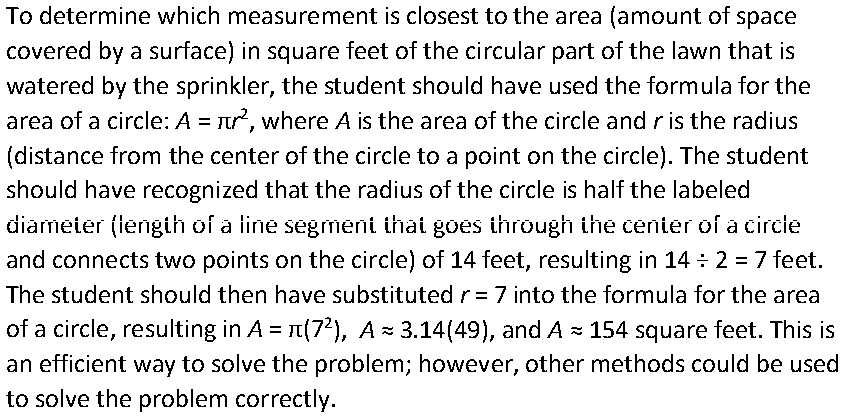 To determine which measurement is closest to the area (amount of space
covered by a surface) in square feet of the circular part of the lawn that is
watered by the sprinkler, the student should have used the formula for the
area of a circle: A = πr², where A is the area of the circle and r is the radius
(distance from the center of the circle to a point on the circle). The student
should have recognized that the radius of the circle is half the labeled
diameter (length of a line segment that goes through the center of a circle
and connects two points on the circle) of 14 feet, resulting in 14 ÷ 2 = 7 feet.
The student should then have substituted r = 7 into the formula for the area
of a circle, resulting in A = π(7²), A ≈ 3.14(49), and A ≈ 154 square feet. This is
an efficient way to solve the problem; however, other methods could be used
to solve the problem correctly.